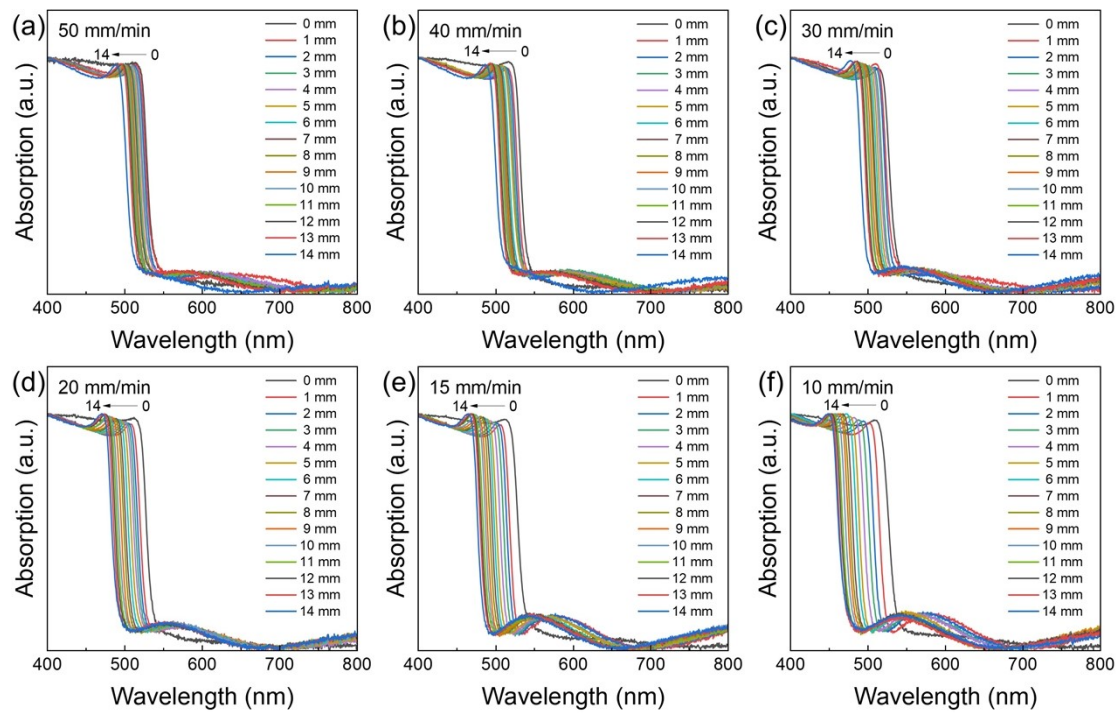 (a) 50 mm/min
14 0
0 mm
1 mm
2 mm
3 mm
4 mm
5 mm
6 mm
7 mm
8 mm
9 mm
10 mm
11 mm
12 mm
13 mm
14 mm
Absorption (a.u.)
400 500 600 700 800
Wavelength (nm)
(b) 40 mm/min
14 0
0 mm
1 mm
2 mm
3 mm
4 mm
5 mm
6 mm
7 mm
8 mm
9 mm
10 mm
11 mm
12 mm
13 mm
14 mm
Absorption (a.u.)
400 500 600 700 800
Wavelength (nm)
(c) 30 mm/min
14 0
0 mm
1 mm
2 mm
3 mm
4 mm
5 mm
6 mm
7 mm
8 mm
9 mm
10 mm
11 mm
12 mm
13 mm
14 mm
Absorption (a.u.)
400 500 600 700 800
Wavelength (nm)
(d) 20 mm/min
14 0
0 mm
1 mm
2 mm
3 mm
4 mm
5 mm
6 mm
7 mm
8 mm
9 mm
10 mm
11 mm
12 mm
13 mm
14 mm
Absorption (a.u.)
400 500 600 700 800
Wavelength (nm)
(e) 15 mm/min
14 0
0 mm
1 mm
2 mm
3 mm
4 mm
5 mm
6 mm
7 mm
8 mm
9 mm
10 mm
11 mm
12 mm
13 mm
14 mm
Absorption (a.u.)
400 500 600 700 800
Wavelength (nm)
(f) 10 mm/min
14 0
0 mm
1 mm
2 mm
3 mm
4 mm
5 mm
6 mm
7 mm
8 mm
9 mm
10 mm
11 mm
12 mm
13 mm
14 mm
Absorption (a.u.)
400 500 600 700 800
Wavelength (nm)